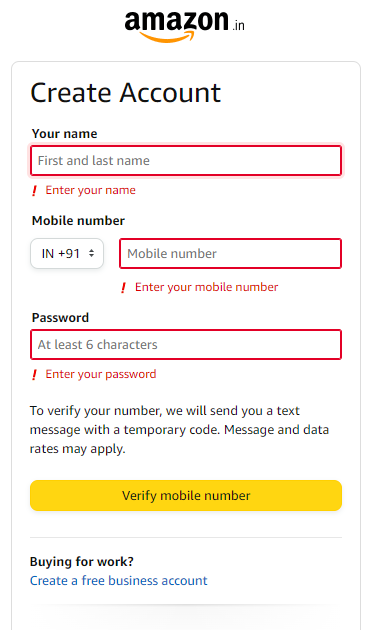 amazon.in
Create Account
Your name
First and last name
! Enter your name
Mobile number
IN +91 Mobile number
! Enter your mobile number
Password
At least 6 characters
! Enter your password
To verify your number, we will send you a text
message with a temporary code. Message and data
rates may apply.
Verify mobile number
Buying for work?
Create a free business account